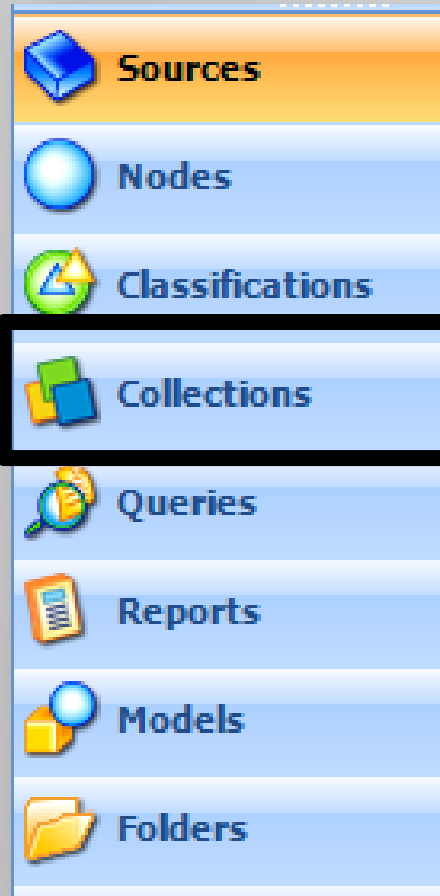 Sources
Nodes
Classifications
Collections
Queries
Reports
Models
Folders